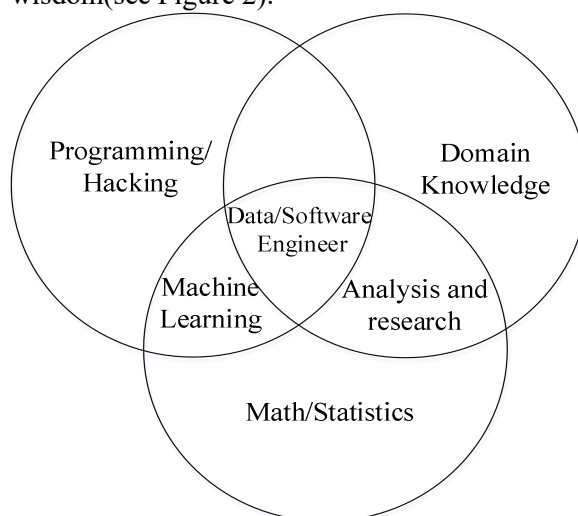 wisdom(see Figure 2).
Programming/
Hacking
Domain
Knowledge
Data/Software
Engineer
Machine
Learning
Analysis and
research
Math/Statistics